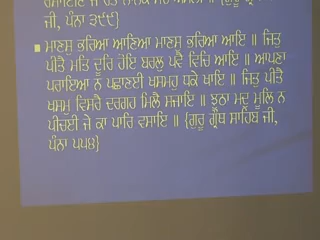 ਜੀ, ਪੰਨਾ ੩੯੯}
ਮਾਣਸੁ ਭਰਿਆ ਆਣਿਆ ਮਾਣਸੁ ਭਰਿਆ ਆਇ ॥ ਜਿਤੁ
ਪੀਤੈ ਮਤਿ ਦੂਰਿ ਹੋਇ ਬਰਲੁ ਪਵੈ ਵਿਚਿ ਆਇ ॥ ਆਪਣਾ
ਪਰਾਇਆ ਨ ਪਛਾਣਈ ਖਸਮਹੁ ਧਕੇ ਖਾਇ ॥ ਜਿਤੁ ਪੀਤੈ
ਖਸਮੁ ਵਿਸਰੈ ਦਰਗਹ ਮਿਲੈ ਸਜਾਇ ॥ ਝੂਠਾ ਮਦੁ ਮੂਲਿ ਨ
ਪੀਚਈ ਜੇ ਕਾ ਪਾਰਿ ਵਸਾਇ ॥ {ਗੁਰੂ ਗ੍ਰੰਥ ਸਾਹਿਬ ਜੀ,
ਪੰਨਾ ੫੫੪}